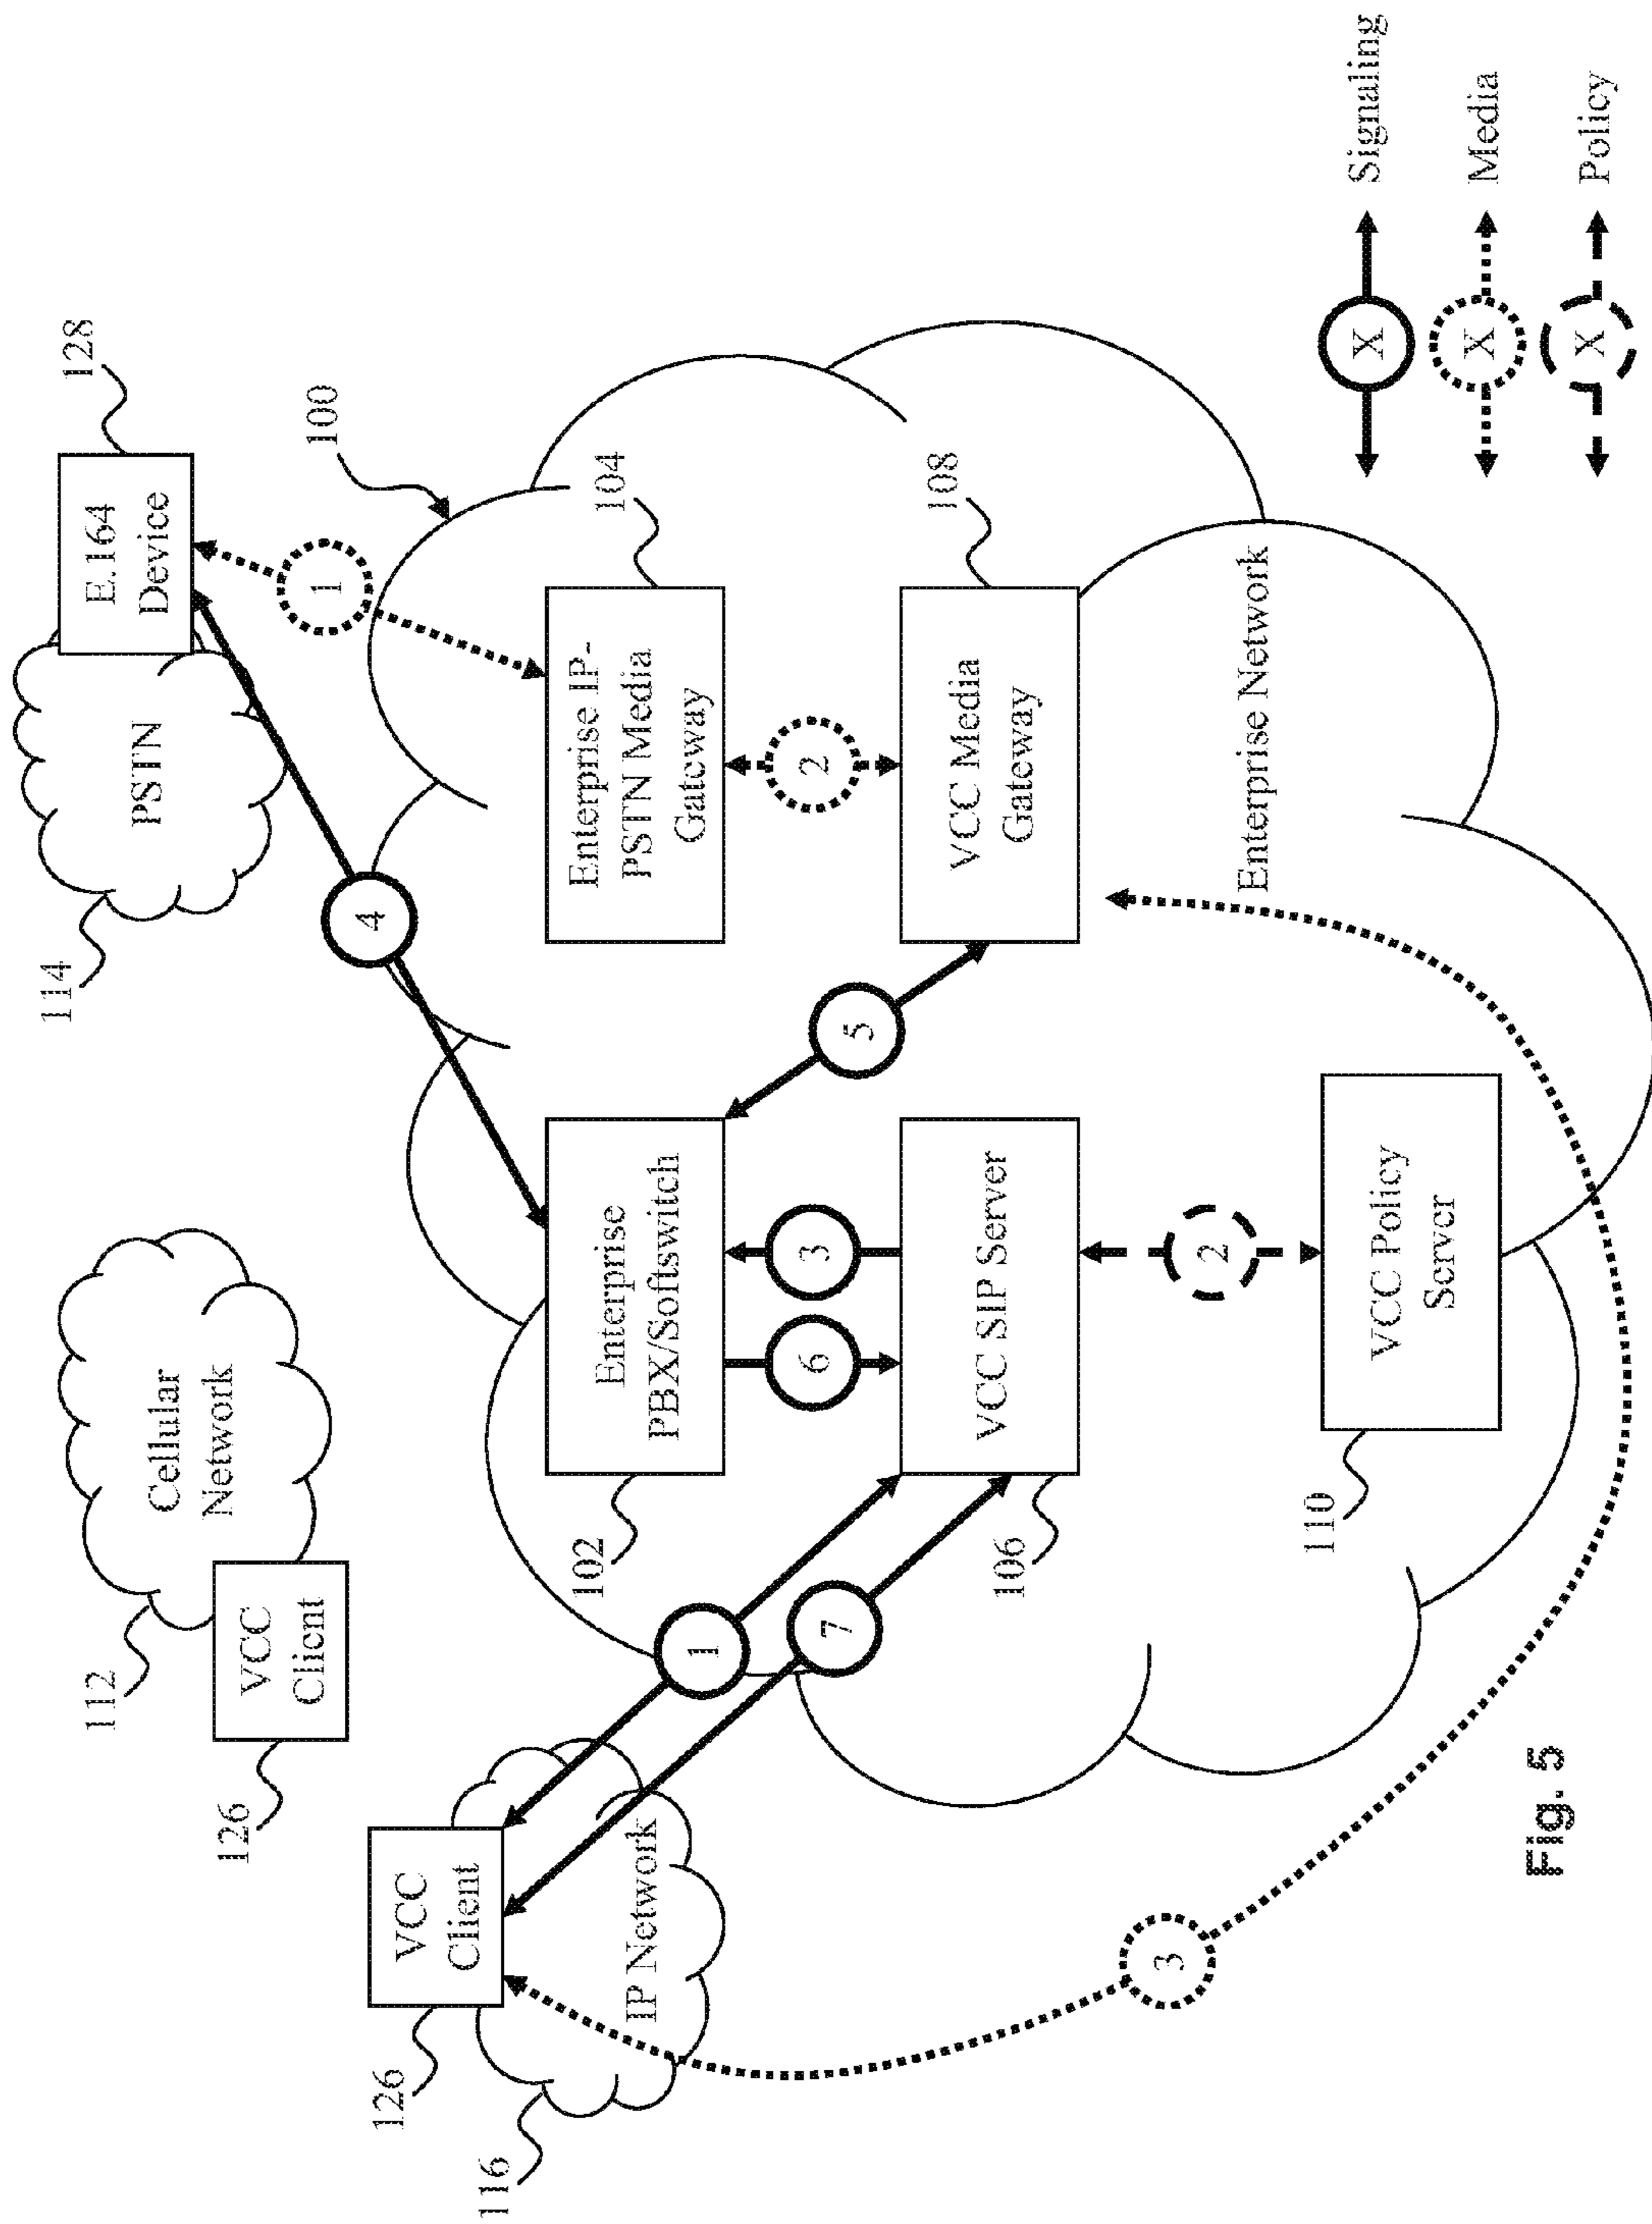 126
VCC
Client
116
IP Network
112
Cellular
Network
126
VCC
Client
114
PSTN
128
E.164
Device
100
1
4
1
7
102
Enterprise
PBX/Softswitch
104
Enterprise IP-
PSTN Media
Gateway
3
6
5
2
106
VCC SIP Server
108
VCC Media
Gateway
2
110
VCC Policy
Server
Enterprise Network
3
X
Signaling
X
Media
X
Policy
Fig. 5